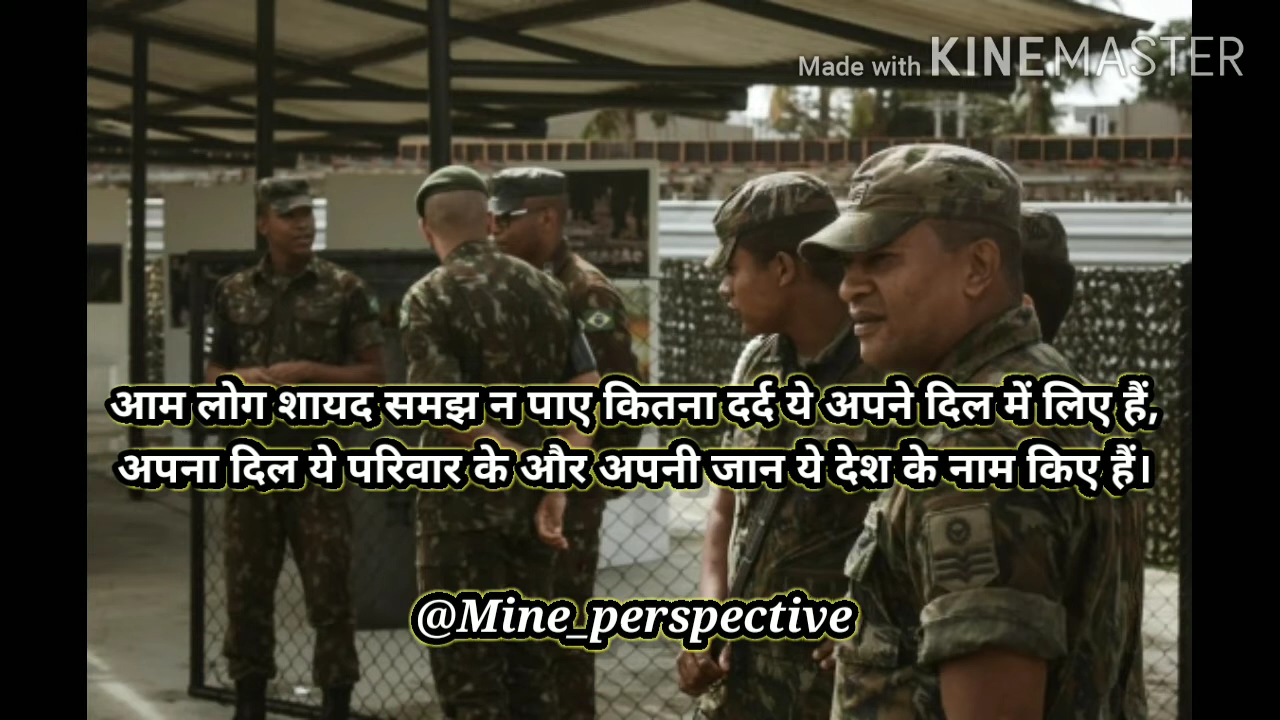 Made with KINEMASTER
आम लोग शायद समझ न पाए कितना दर्द ये अपने दिल में लिए हैं,
अपना दिल ये परिवार के और अपनी जान ये देश के नाम किए हैं।
@Mine_perspective